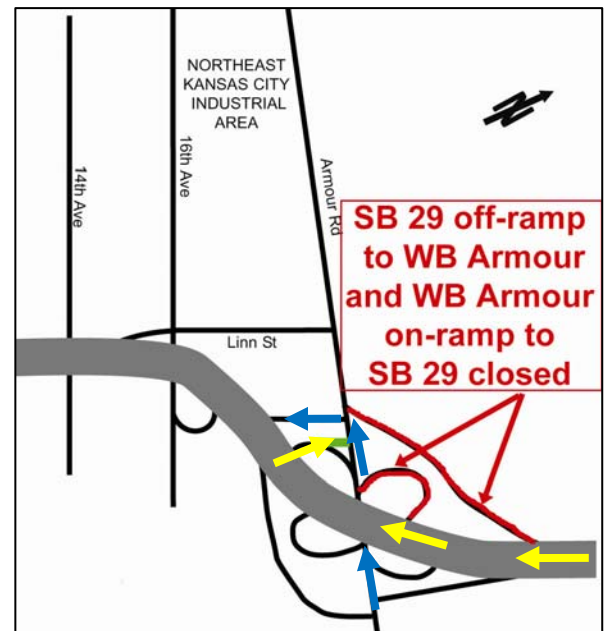 NORTHEAST
KANSAS CITY
INDUSTRIAL
AREA
N
14th Ave
16th Ave
Armour Rd
SB 29 off-ramp
to WB Armour
and WB Armour
on-ramp to
SB 29 closed
Linn St